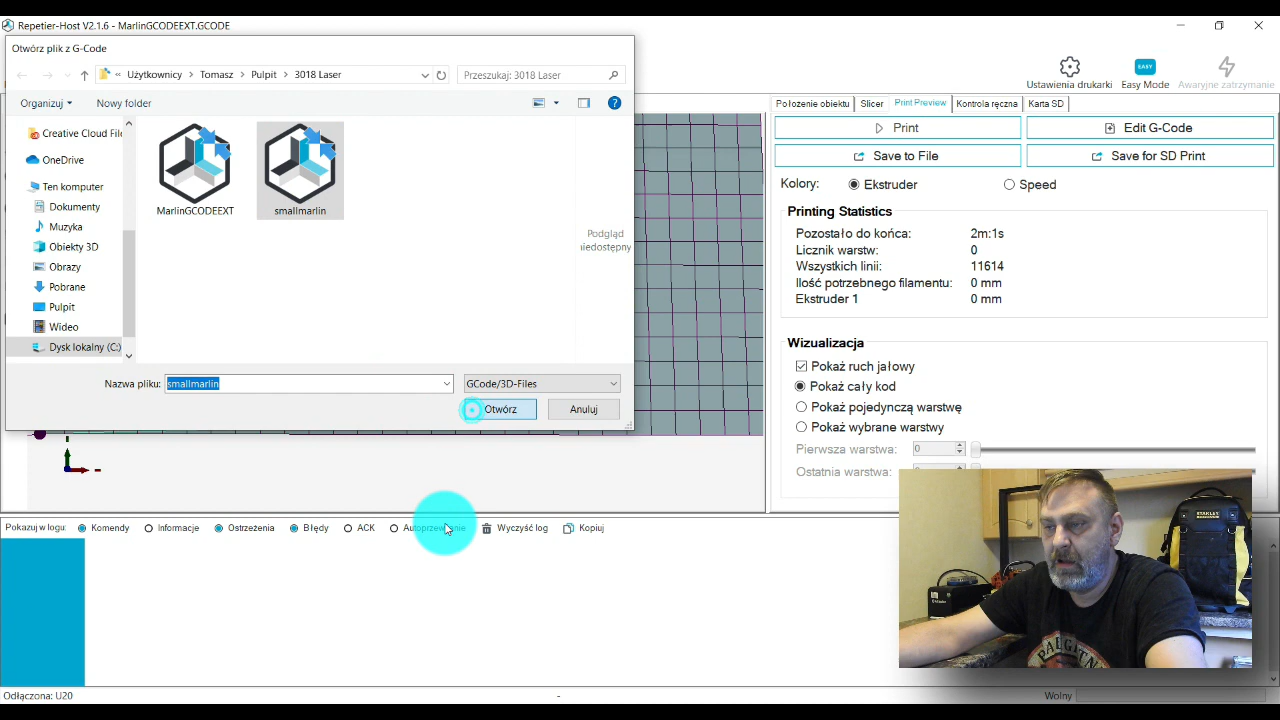 Repetier-Host V2.1.6 - MarlinGCODEEXT.GCODE
Otwórz plik z G-Code
« Użytkownicy > Tomasz > Pulpit > 3018 Laser
Przeszukaj: 3018 Laser
Ustawienia drukarki
EASY
Easy Mode
Awaryjne zatrzymanie
Organizuj
Nowy folder
Położenie obiektu
Slicer
Print Preview
Kontrola ręczna
Karta SD
Creative Cloud File
OneDrive
Ten komputer
Dokumenty
Muzyka
Obiekty 3D
Obrazy
Pobrane
Pulpit
Wideo
Dysk lokalny (C:)
MarlinGCODEEXT
smallmarlin
Podgląd
niedostępny
Nazwa pliku:
smallmarlin
GCode/3D-Files
Otwórz
Anuluj
Print
Edit G-Code
Save to File
Save for SD Print
Kolory:
Ekstruder
Speed
Printing Statistics
Pozostało do końca: 2m:1s
Licznik warstw: 0
Wszystkich linii: 11614
Ilość potrzebnego filamentu: 0 mm
Ekstruder 1 0 mm
Wizualizacja
Pokaż ruch jałowy
Pokaż cały kod
Pokaż pojedynczą warstwę
Pokaż wybrane warstwy
Pierwsza warstwa: 0
Ostatnia warstwa:
Pokazuj w logu:
Komendy
Informacje
Ostrzeżenia
Błędy
ACK
Autoprzewijanie
Wyczyść log
Kopiuj
STANLEY
Odłączona: U20
-
Wolny